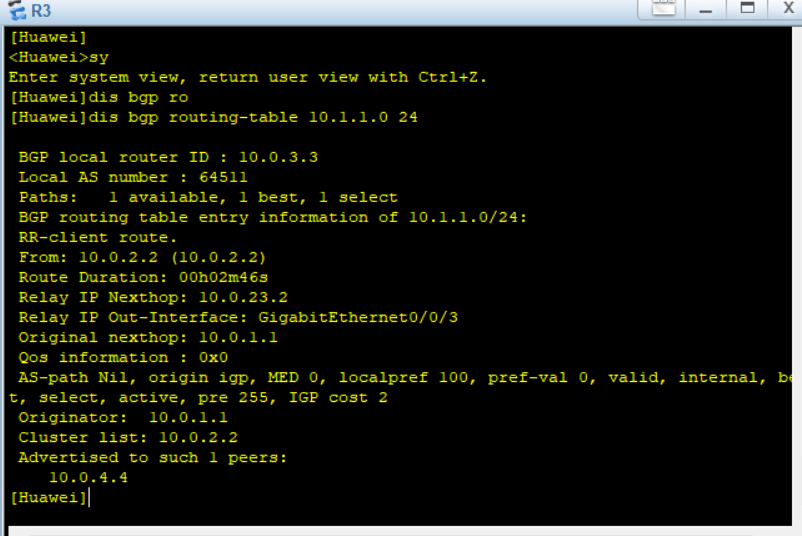 R3
[Huawei]
<Huawei>sy
Enter system view, return user view with Ctrl+Z.
[Huawei]dis bgp ro
[Huawei]dis bgp routing-table 10.1.1.0 24
BGP local router ID : 10.0.3.3
Local AS number : 64511
Paths:   1 available, 1 best, 1 select
BGP routing table entry information of 10.1.1.0/24:
RR-client route.
From: 10.0.2.2 (10.0.2.2)
Route Duration: 00h02m46s
Relay IP Nexthop: 10.0.23.2
Relay IP Out-Interface: GigabitEthernet0/0/3
Original nexthop: 10.0.1.1
Qos information : 0x0
AS-path Nil, origin igp, MED 0, localpref 100, pref-val 0, valid, internal, be
t, select, active, pre 255, IGP cost 2
Originator:  10.0.1.1
Cluster list: 10.0.2.2
Advertised to such 1 peers:
10.0.4.4
[Huawei]